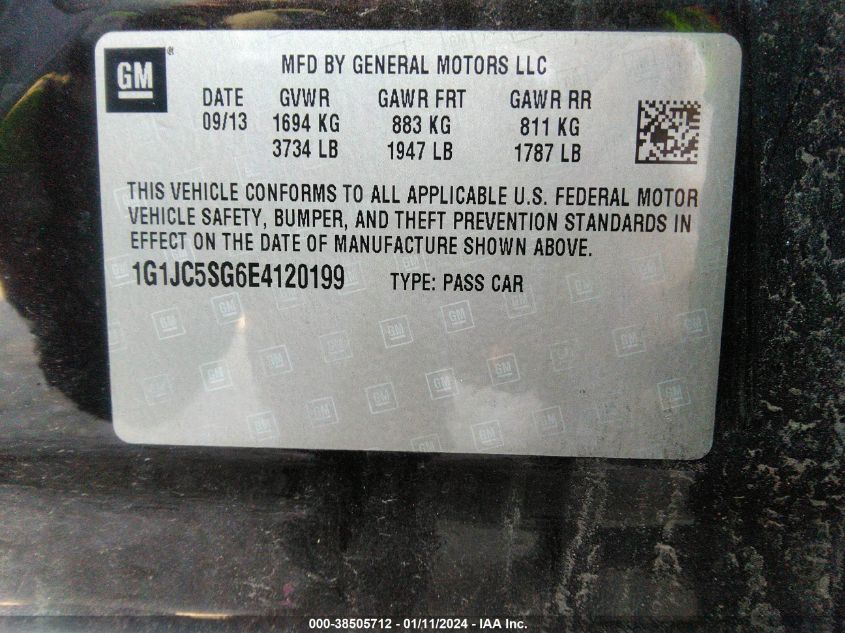 GM ® MFD BY GENERAL MOTORS LLC
DATE GVWR GAWR FRT GAWR RR
09/13 1694 KG 883 KG 811 KG
3734 LB 1947 LB 1787 LB
THIS VEHICLE CONFORMS TO ALL APPLICABLE U.S. FEDERAL MOTOR
VEHICLE SAFETY, BUMPER, AND THEFT PREVENTION STANDARDS IN
EFFECT ON THE DATE OF MANUFACTURE SHOWN ABOVE.
1G1JC5SG6E4120199 TYPE: PASS CAR
000-38505712 - 01/11/2024 - IAA Inc.